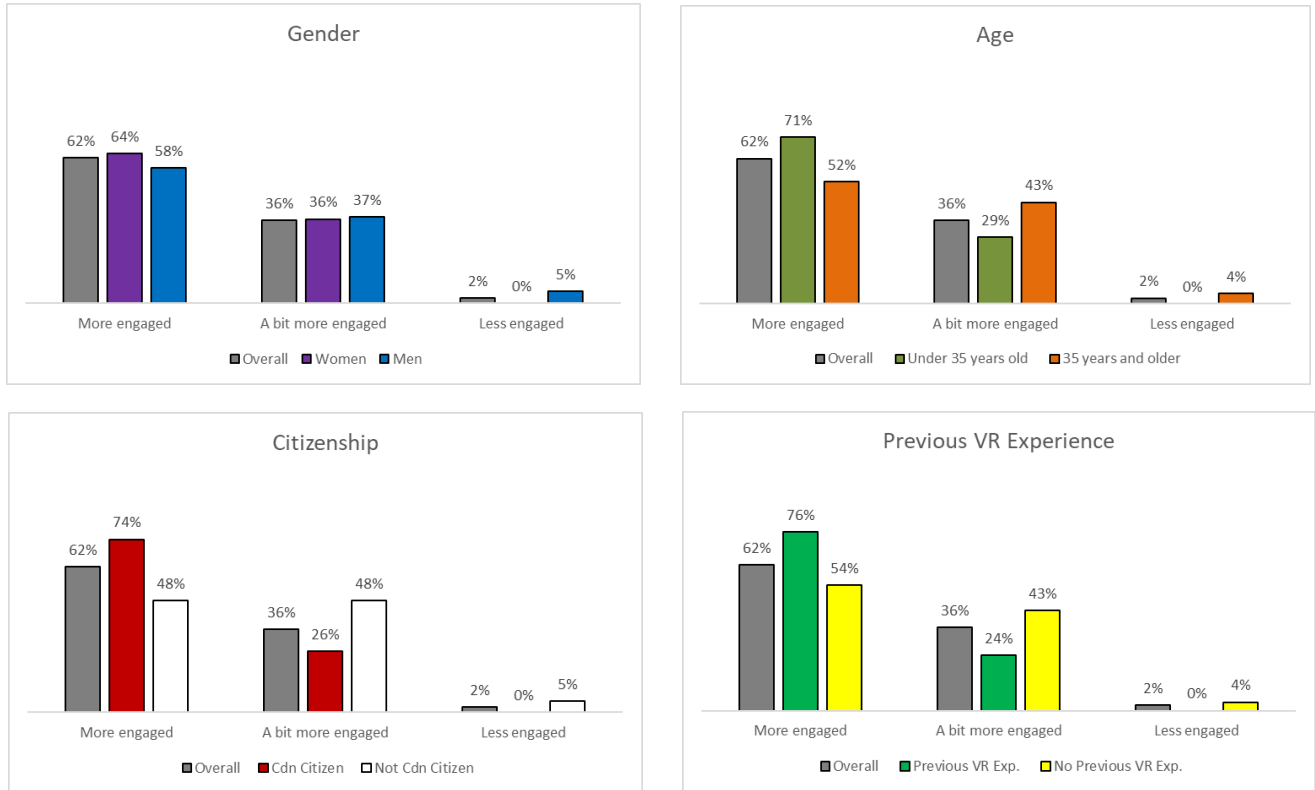 Gender
62%
64%
58%
36%
36%
37%
2%
0%
5%
More engaged
A bit more engaged
Less engaged
Overall
Women
Men
Age
62%
71%
52%
36%
29%
43%
2%
0%
4%
More engaged
A bit more engaged
Less engaged
Overall
Under 35 years old
35 years and older
Citizenship
62%
74%
48%
36%
26%
48%
2%
0%
5%
More engaged
A bit more engaged
Less engaged
Overall
Cdn Citizen
Not Cdn Citizen
Previous VR Experience
62%
76%
54%
36%
24%
43%
2%
0%
4%
More engaged
A bit more engaged
Less engaged
Overall
Previous VR Exp.
No Previous VR Exp.